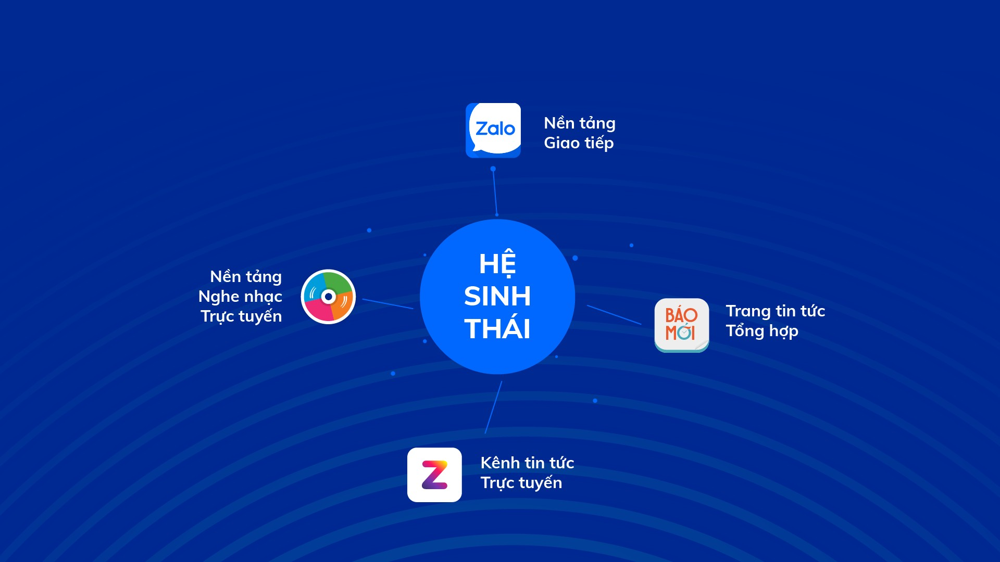 Zalo
Nền tảng
Giao tiếp
HỆ
SINH
THÁI
Nền tảng
Nghe nhạc
Trực tuyến
BÁO
MỚI
Trang tin tức
Tổng hợp
Z
Kênh tin tức
Trực tuyến